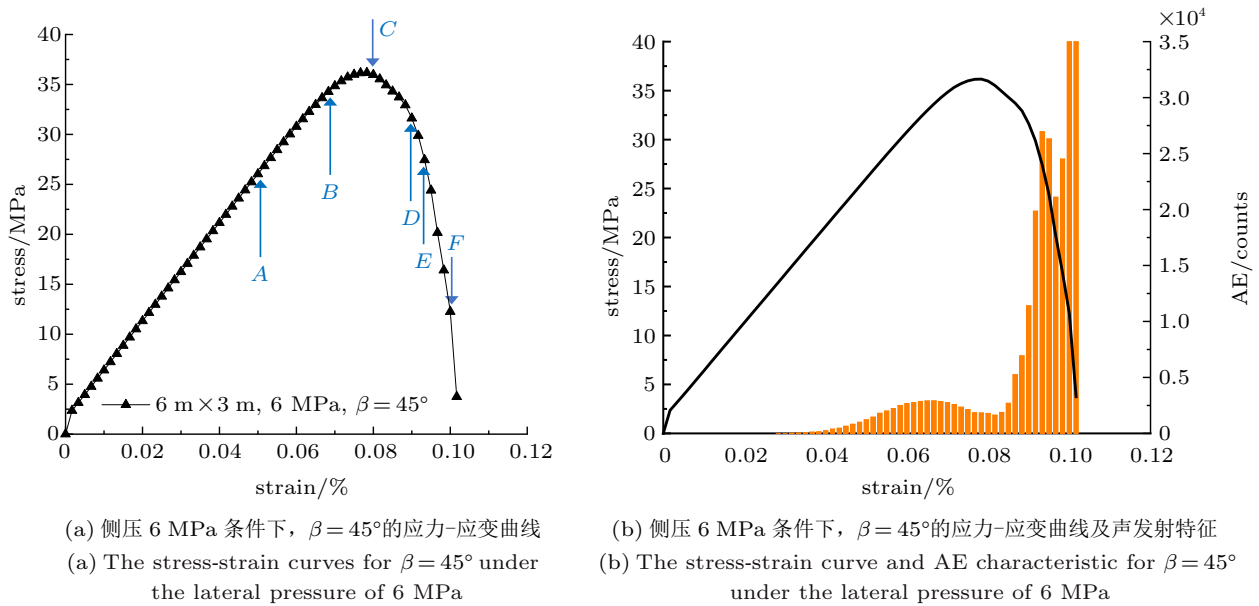 40
35
30
25
20
15
10
5
0
stress/MPa
C
B
A
D
E
F
6 m×3 m, 6 MPa, β=45°
0
0.02
0.04
0.06
0.08
0.10
0.12
strain/%
(a) 侧压 6 MPa 条件下，β=45°的应力-应变曲线
(a) The stress-strain curves for β=45° under
the lateral pressure of 6 MPa
×10⁴
40
35
30
25
20
15
10
5
0
stress/MPa
3.5
3.0
2.5
2.0
1.5
1.0
0.5
0
AE/counts
0
0.02
0.04
0.06
0.08
0.10
0.12
strain/%
(b) 侧压 6 MPa 条件下，β=45°的应力-应变曲线及声发射特征
(b) The stress-strain curve and AE characteristic for β=45°
under the lateral pressure of 6 MPa